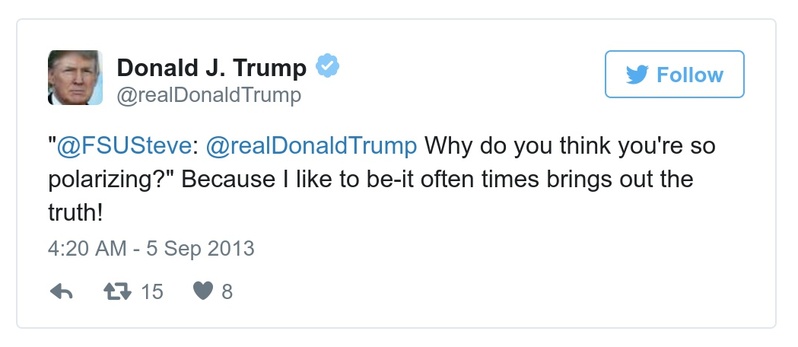 Donald J. Trump
@realDonaldTrump
Follow
"@FSUSteve: @realDonaldTrump Why do you think you're so
polarizing?" Because I like to be-it often times brings out the
truth!
4:20 AM - 5 Sep 2013
15 8